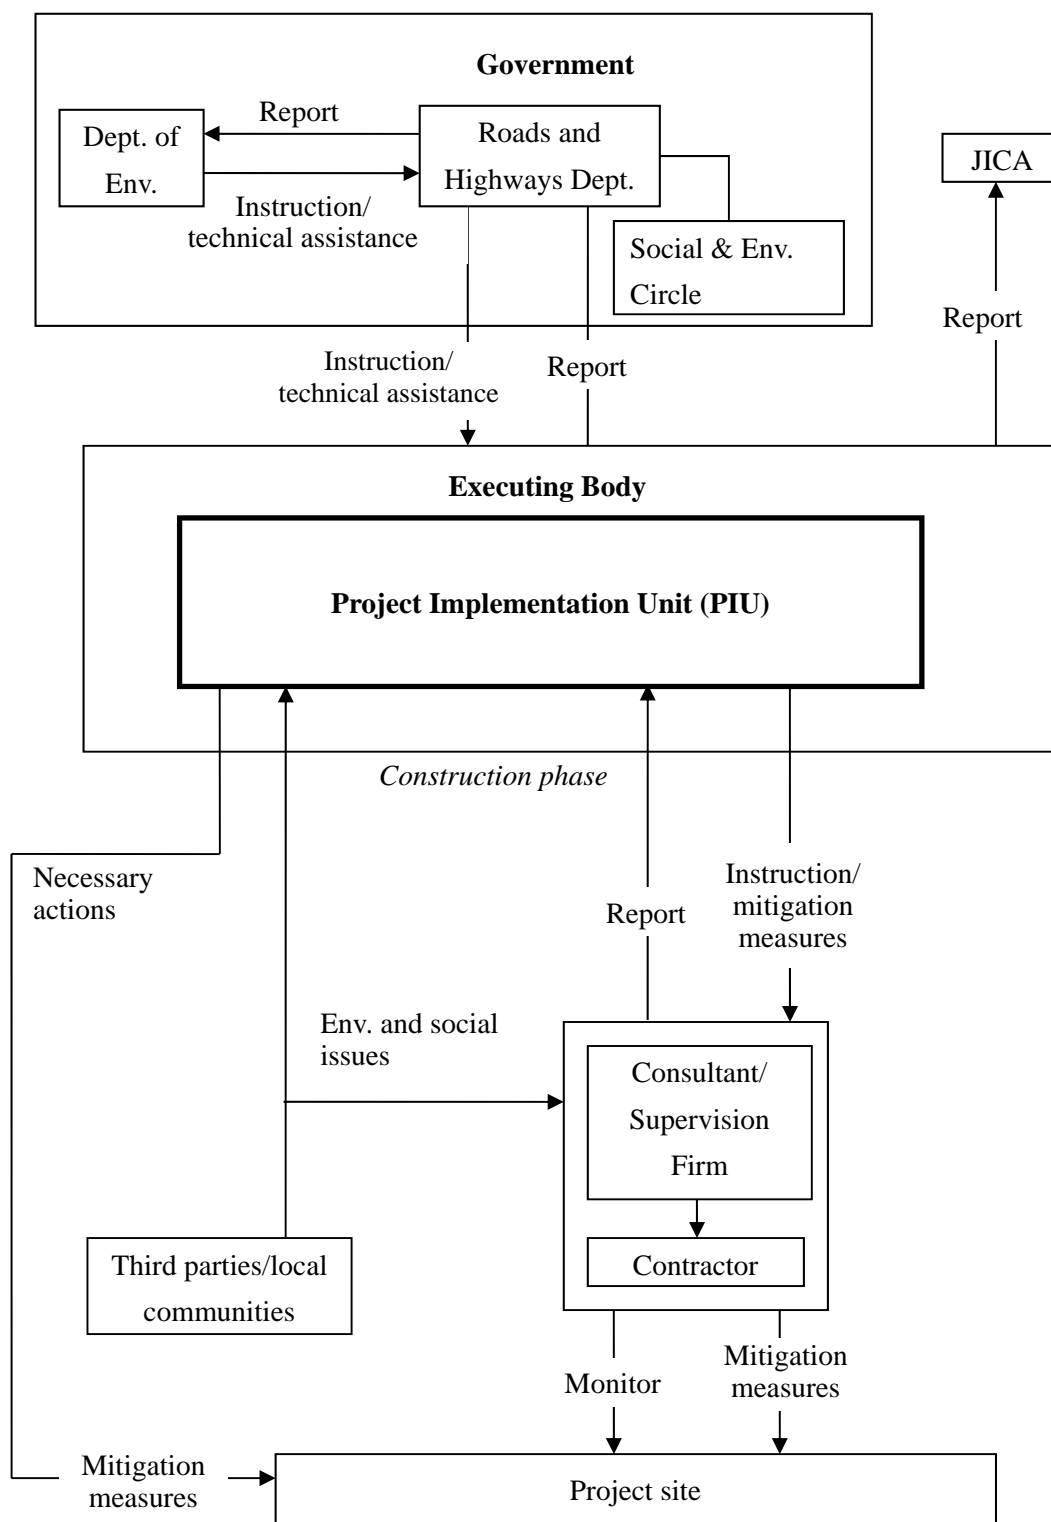 Government
Report
Dept. of
Env.
Roads and
Highways Dept.
JICA
Instruction/
technical assistance
Social & Env.
Circle
Report
Instruction/
technical assistance
Report
Executing Body
Project Implementation Unit (PIU)
Construction phase
Necessary
actions
Instruction/
mitigation
measures
Report
Env. and social
issues
Consultant/
Supervision
Firm
Contractor
Third parties/local
communities
Monitor
Mitigation
measures
Mitigation
measures
Project site